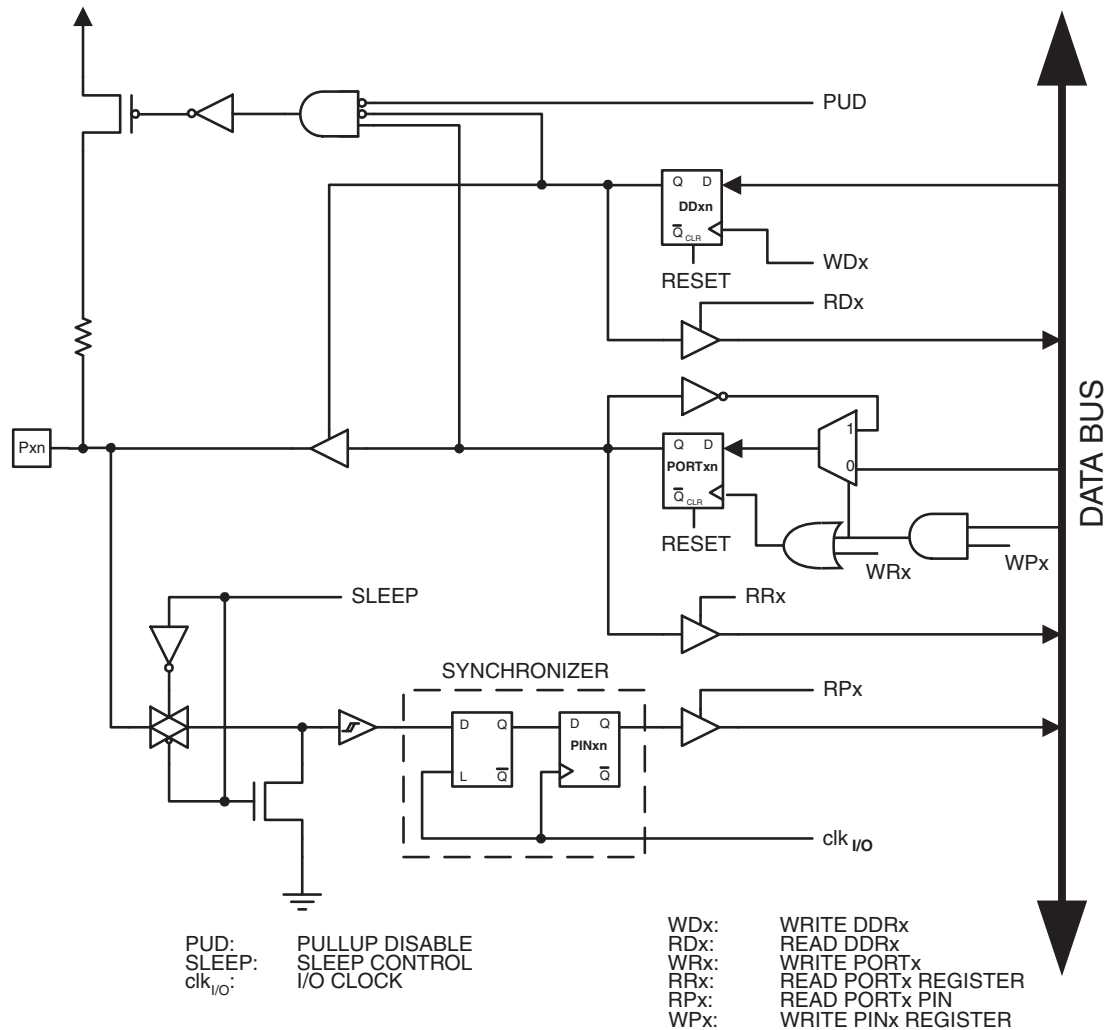 PUD
Q D
DDxn
Q CLR
WDx
RESET
RDx
1
Pxn
Q D
PORTxn
0
Q CLR
RESET
WRx
WPx
DATA BUS
SLEEP
RRx
SYNCHRONIZER
RPx
D Q
D Q
PINxn
L Q
Q
clk I/O
PUD: PULLUP DISABLE
SLEEP: SLEEP CONTROL
clkI/O: I/O CLOCK
WDx: WRITE DDRx
RDx: READ DDRx
WRx: WRITE PORTx
RRx: READ PORTx REGISTER
RPx: READ PORTx PIN
WPx: WRITE PINx REGISTER